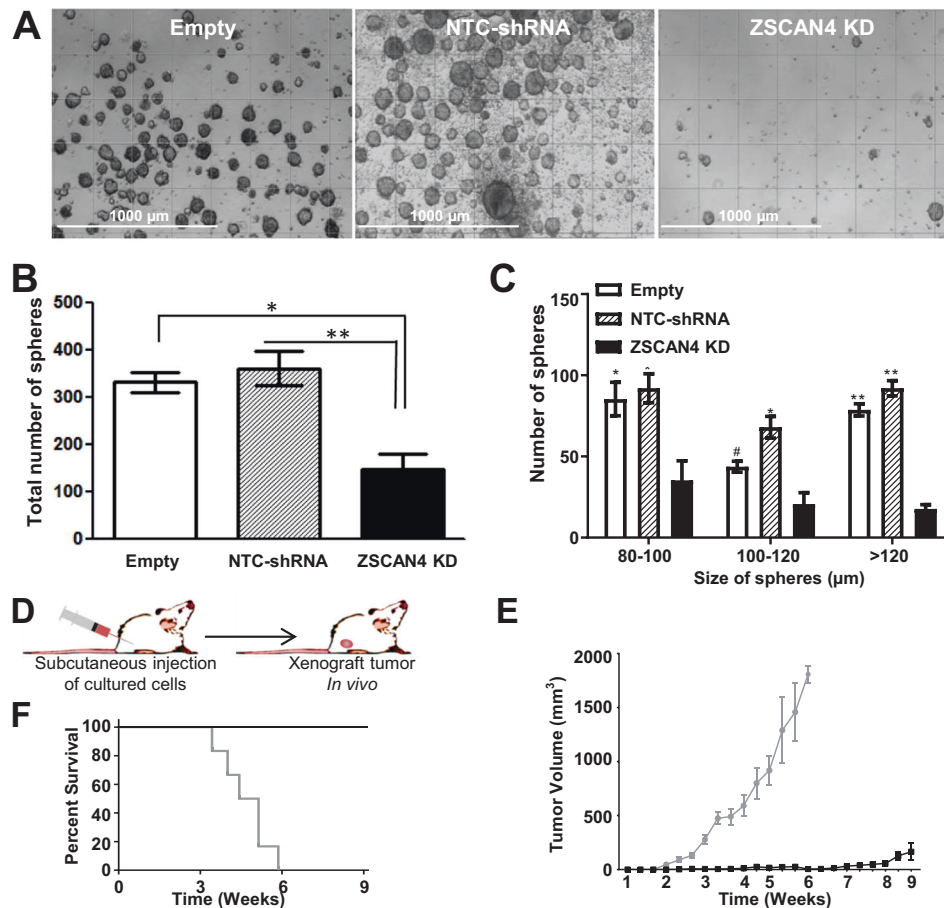 A
Empty
NTC-shRNA
ZSCAN4 KD
1000 µm
1000 µm
1000 µm
B
Total number of spheres
500
400
300
200
100
0
*
**
Empty
NTC-shRNA
ZSCAN4 KD
C
Number of spheres
150
100
50
0
Empty
NTC-shRNA
ZSCAN4 KD
*
**
**
#
*
80-100
100-120
>120
Size of spheres (µm)
D
Subcutaneous injection
of cultured cells
Xenograft tumor
In vivo
E
Tumor Volume (mm³)
2000
1500
1000
500
0
1 2 3 4 5 6 7 8 9
Time (Weeks)
F
Percent Survival
100
80
60
40
20
0
0 3 6 9
Time (Weeks)